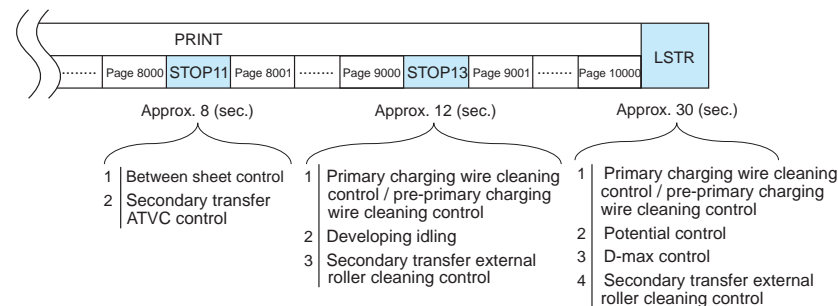 PRINT
LSTR
········ Page 8000 STOP11 Page 8001 ········ Page 9000 STOP13 Page 9001 ········ Page 10000
Approx. 8 (sec.)
Approx. 12 (sec.)
Approx. 30 (sec.)
1 Between sheet control
2 Secondary transfer
ATVC control
1 Primary charging wire cleaning
control / pre-primary charging
wire cleaning control
2 Developing idling
3 Secondary transfer external
roller cleaning control
1 Primary charging wire cleaning
control / pre-primary charging
wire cleaning control
2 Potential control
3 D-max control
4 Secondary transfer external
roller cleaning control